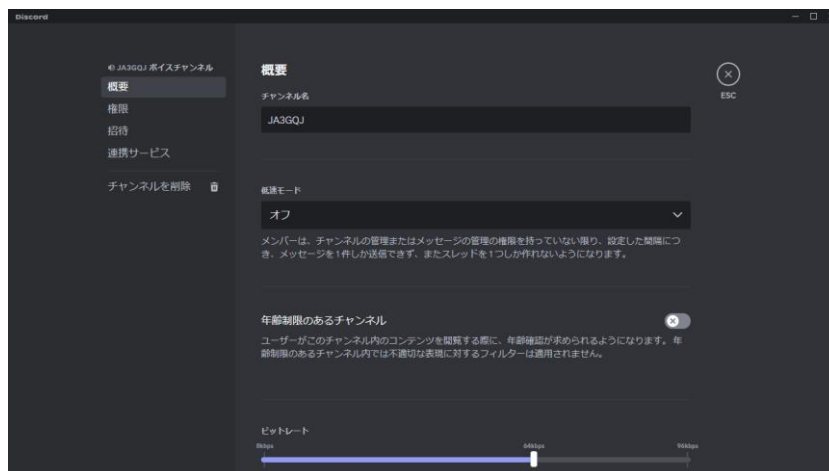 Discord
JA3GQJ ボイスチャンネル
概要
権限
招待
連携サービス
チャンネルを削除
概要
ESC
チャンネル名
JA3GQJ
低速モード
オフ
メンバーは、チャンネルの管理またはメッセージの管理の権限を持っていない限り、設定した間隔につ
き、メッセージを1件しか送信できず、またスレッドを1つしか作れないようになります。
年齢制限のあるチャンネル
ユーザーがこのチャンネル内のコンテンツを閲覧する際に、年齢確認が求められるようになります。年
齢制限のあるチャンネル内では不適切な表現に対するフィルターは適用されません。
ビットレート
8kbps 64kbps 96kbps